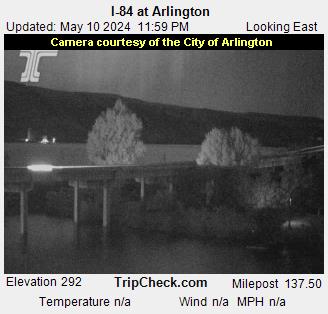 I-84 at Arlington
Updated: May 10 2024 11:59 PM Looking East
Camera courtesy of the City of Arlington
Elevation 292 TripCheck.com Milepost 137.50
Temperature n/a Wind n/a MPH n/a